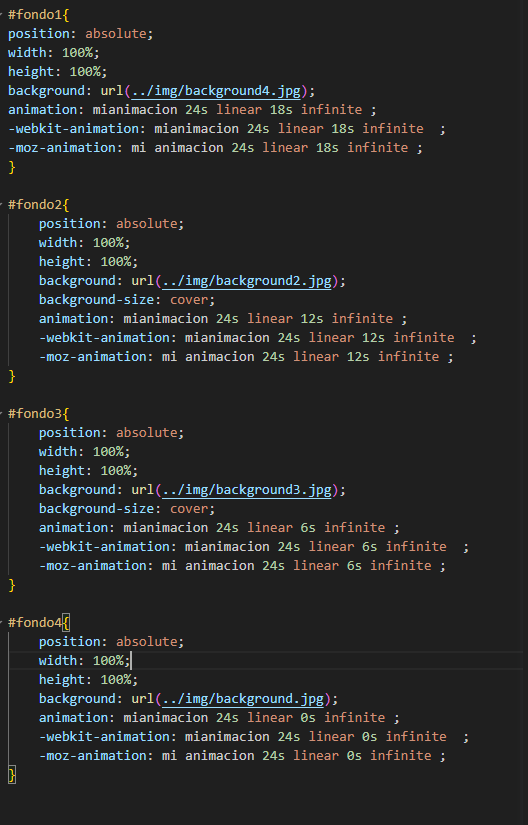 #fondo1{
position: absolute;
width: 100%;
height: 100%;
background: url(../img/background4.jpg);
animation: mianimacion 24s linear 18s infinite ;
-webkit-animation: mianimacion 24s linear 18s infinite  ;
-moz-animation: mi animacion 24s linear 18s infinite ;
}

#fondo2{
    position: absolute;
    width: 100%;
    height: 100%;
    background: url(../img/background2.jpg);
    background-size: cover;
    animation: mianimacion 24s linear 12s infinite ;
    -webkit-animation: mianimacion 24s linear 12s infinite  ;
    -moz-animation: mi animacion 24s linear 12s infinite ;
}

#fondo3{
    position: absolute;
    width: 100%;
    height: 100%;
    background: url(../img/background3.jpg);
    background-size: cover;
    animation: mianimacion 24s linear 6s infinite ;
    -webkit-animation: mianimacion 24s linear 6s infinite  ;
    -moz-animation: mi animacion 24s linear 6s infinite ;
}

#fondo4{
    position: absolute;
    width: 100%;
    height: 100%;
    background: url(../img/background.jpg);
    animation: mianimacion 24s linear 0s infinite ;
    -webkit-animation: mianimacion 24s linear 0s infinite  ;
    -moz-animation: mi animacion 24s linear 0s infinite ;
}